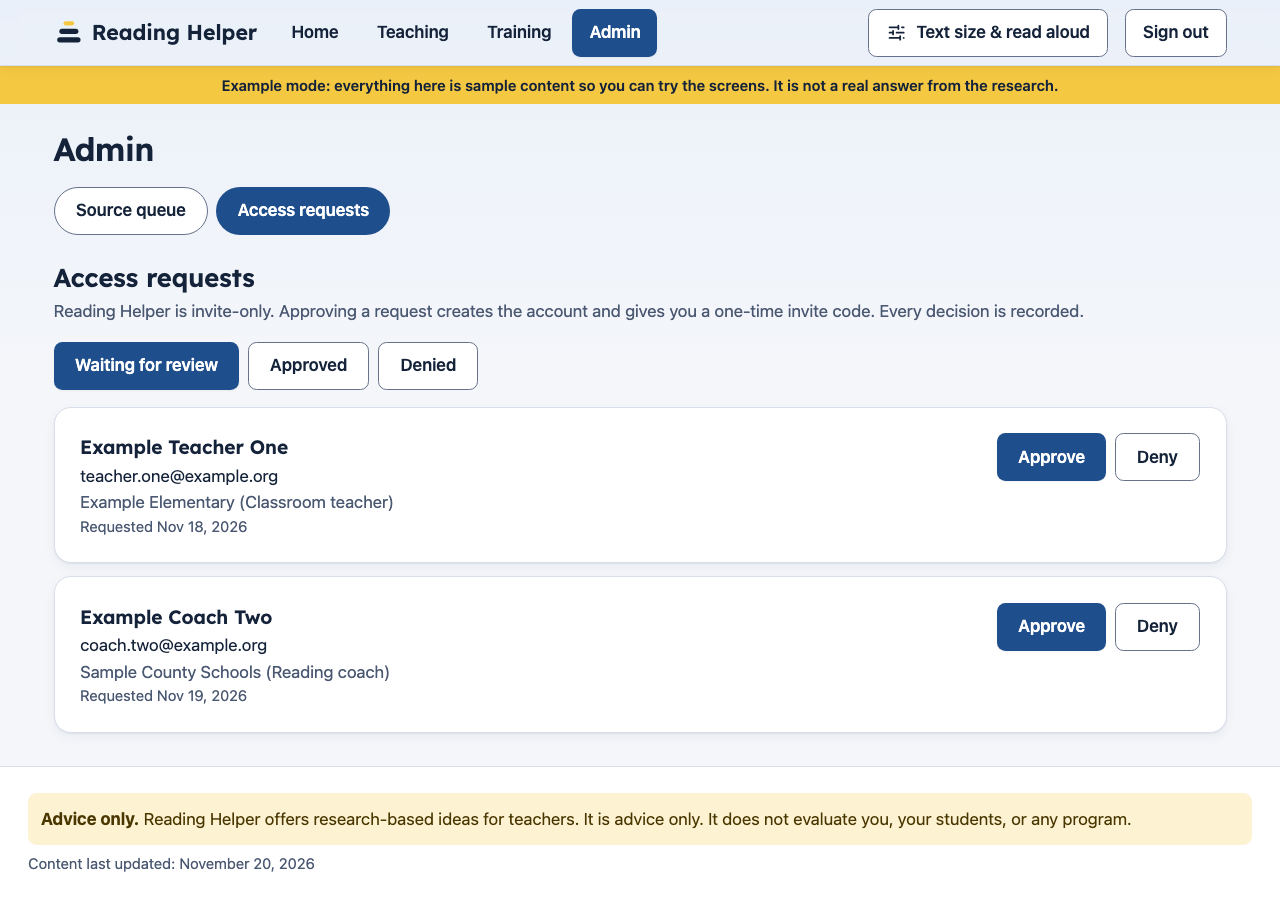 Reading Helper
Home
Teaching
Training
Admin
Text size & read aloud
Sign out
Example mode: everything here is sample content so you can try the screens. It is not a real answer from the research.
Admin
Source queue
Access requests
Access requests
Reading Helper is invite-only. Approving a request creates the account and gives you a one-time invite code. Every decision is recorded.
Waiting for review
Approved
Denied
Example Teacher One
teacher.one@example.org
Example Elementary (Classroom teacher)
Requested Nov 18, 2026
Approve
Deny
Example Coach Two
coach.two@example.org
Sample County Schools (Reading coach)
Requested Nov 19, 2026
Approve
Deny
Advice only. Reading Helper offers research-based ideas for teachers. It is advice only. It does not evaluate you, your students, or any program.
Content last updated: November 20, 2026